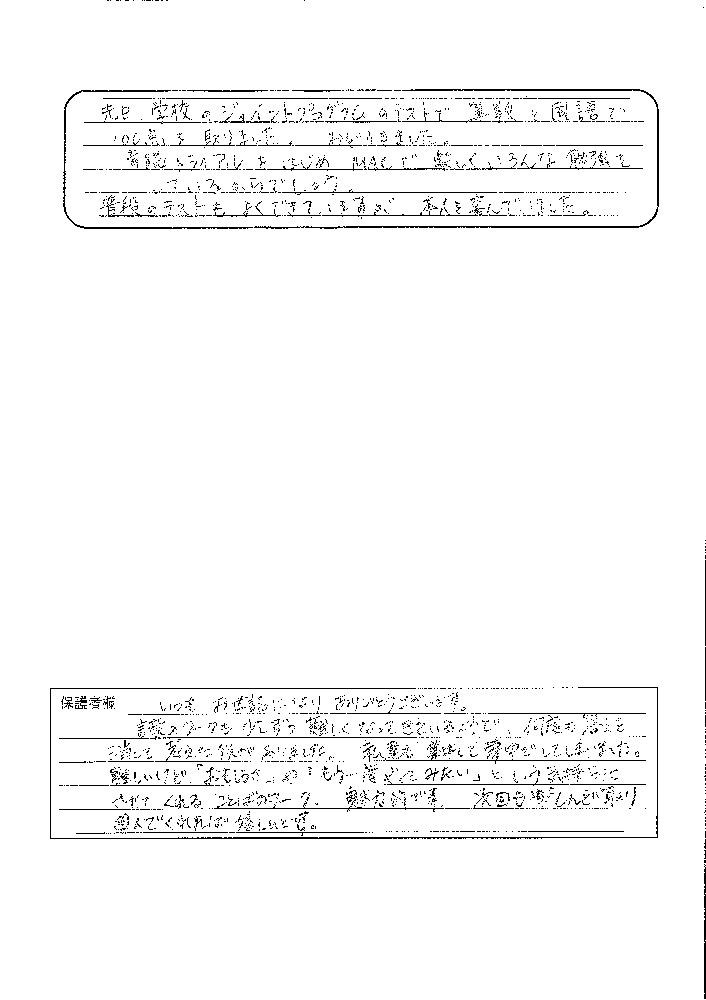 先日、学校のジョイントプログラムのテストで 算数と国語で
100点を 取りました。 おどろきました。
育脳トライアルをはじめ MACで 楽しくいろんな勉強を
しているからでしょう。
普段のテストも よくできていますが、本人を喜んでいました。
保護者欄 いつも お世話になり ありがとうございます。
言葉のワークも 少しずつ 難しくなってきているようで、何度も答えを
消して 考えた後が ありました。 私達も 集中して 夢中でしてしまいました。
難しいけど「おもしろさ」や「もう一度やって みたい」という気持ちに
させて くれる ことばのワーク、 魅力的です。 次回も楽しんで取り
組んでくれれば 嬉しいです。